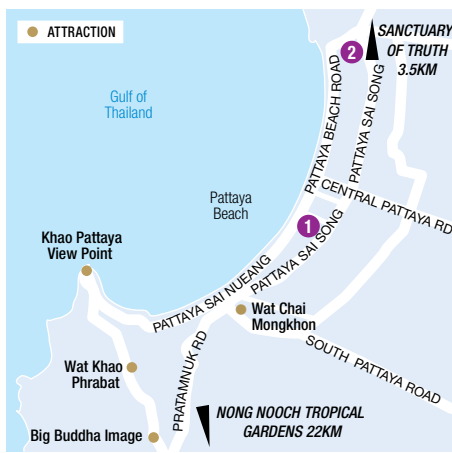 ATTRACTION
SANCTUARY
OF TRUTH
3.5KM
2
Gulf of
Thailand
PATTAYA BEACH ROAD
PATTAYA SAI SONG
Pattaya
Beach
CENTRAL PATTAYA RD
1
PATTAYA SAI SONG
Khao Pattaya
View Point
PATTAYA SAI NUEANG
Wat Chai
Mongkhon
PRATAMNUK RD
SOUTH PATTAYA ROAD
Wat Khao
Phrabat
NONG NOOCH TROPICAL
GARDENS 22KM
Big Buddha Image